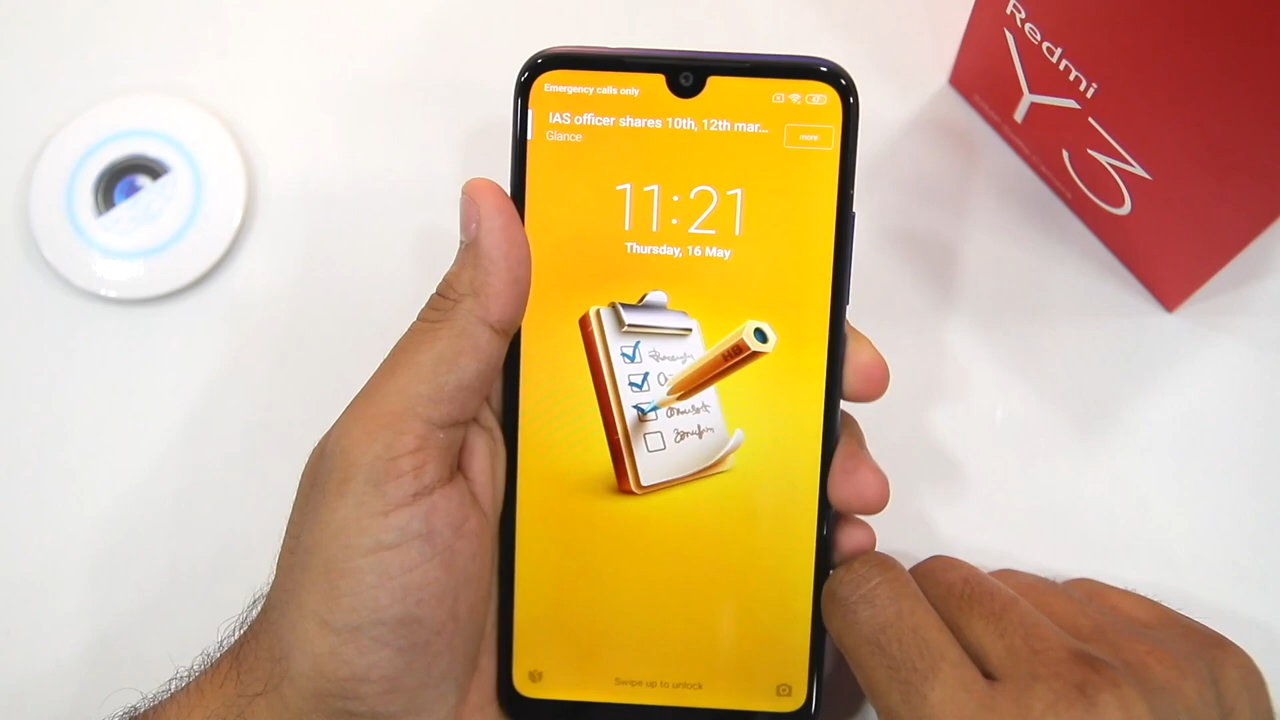 Emergency calls only
IAS officer shares 10th, 12th mar...
Glance
more
11:21
Thursday, 16 May
HB
Swipe up to unlock
Redmi
Y3